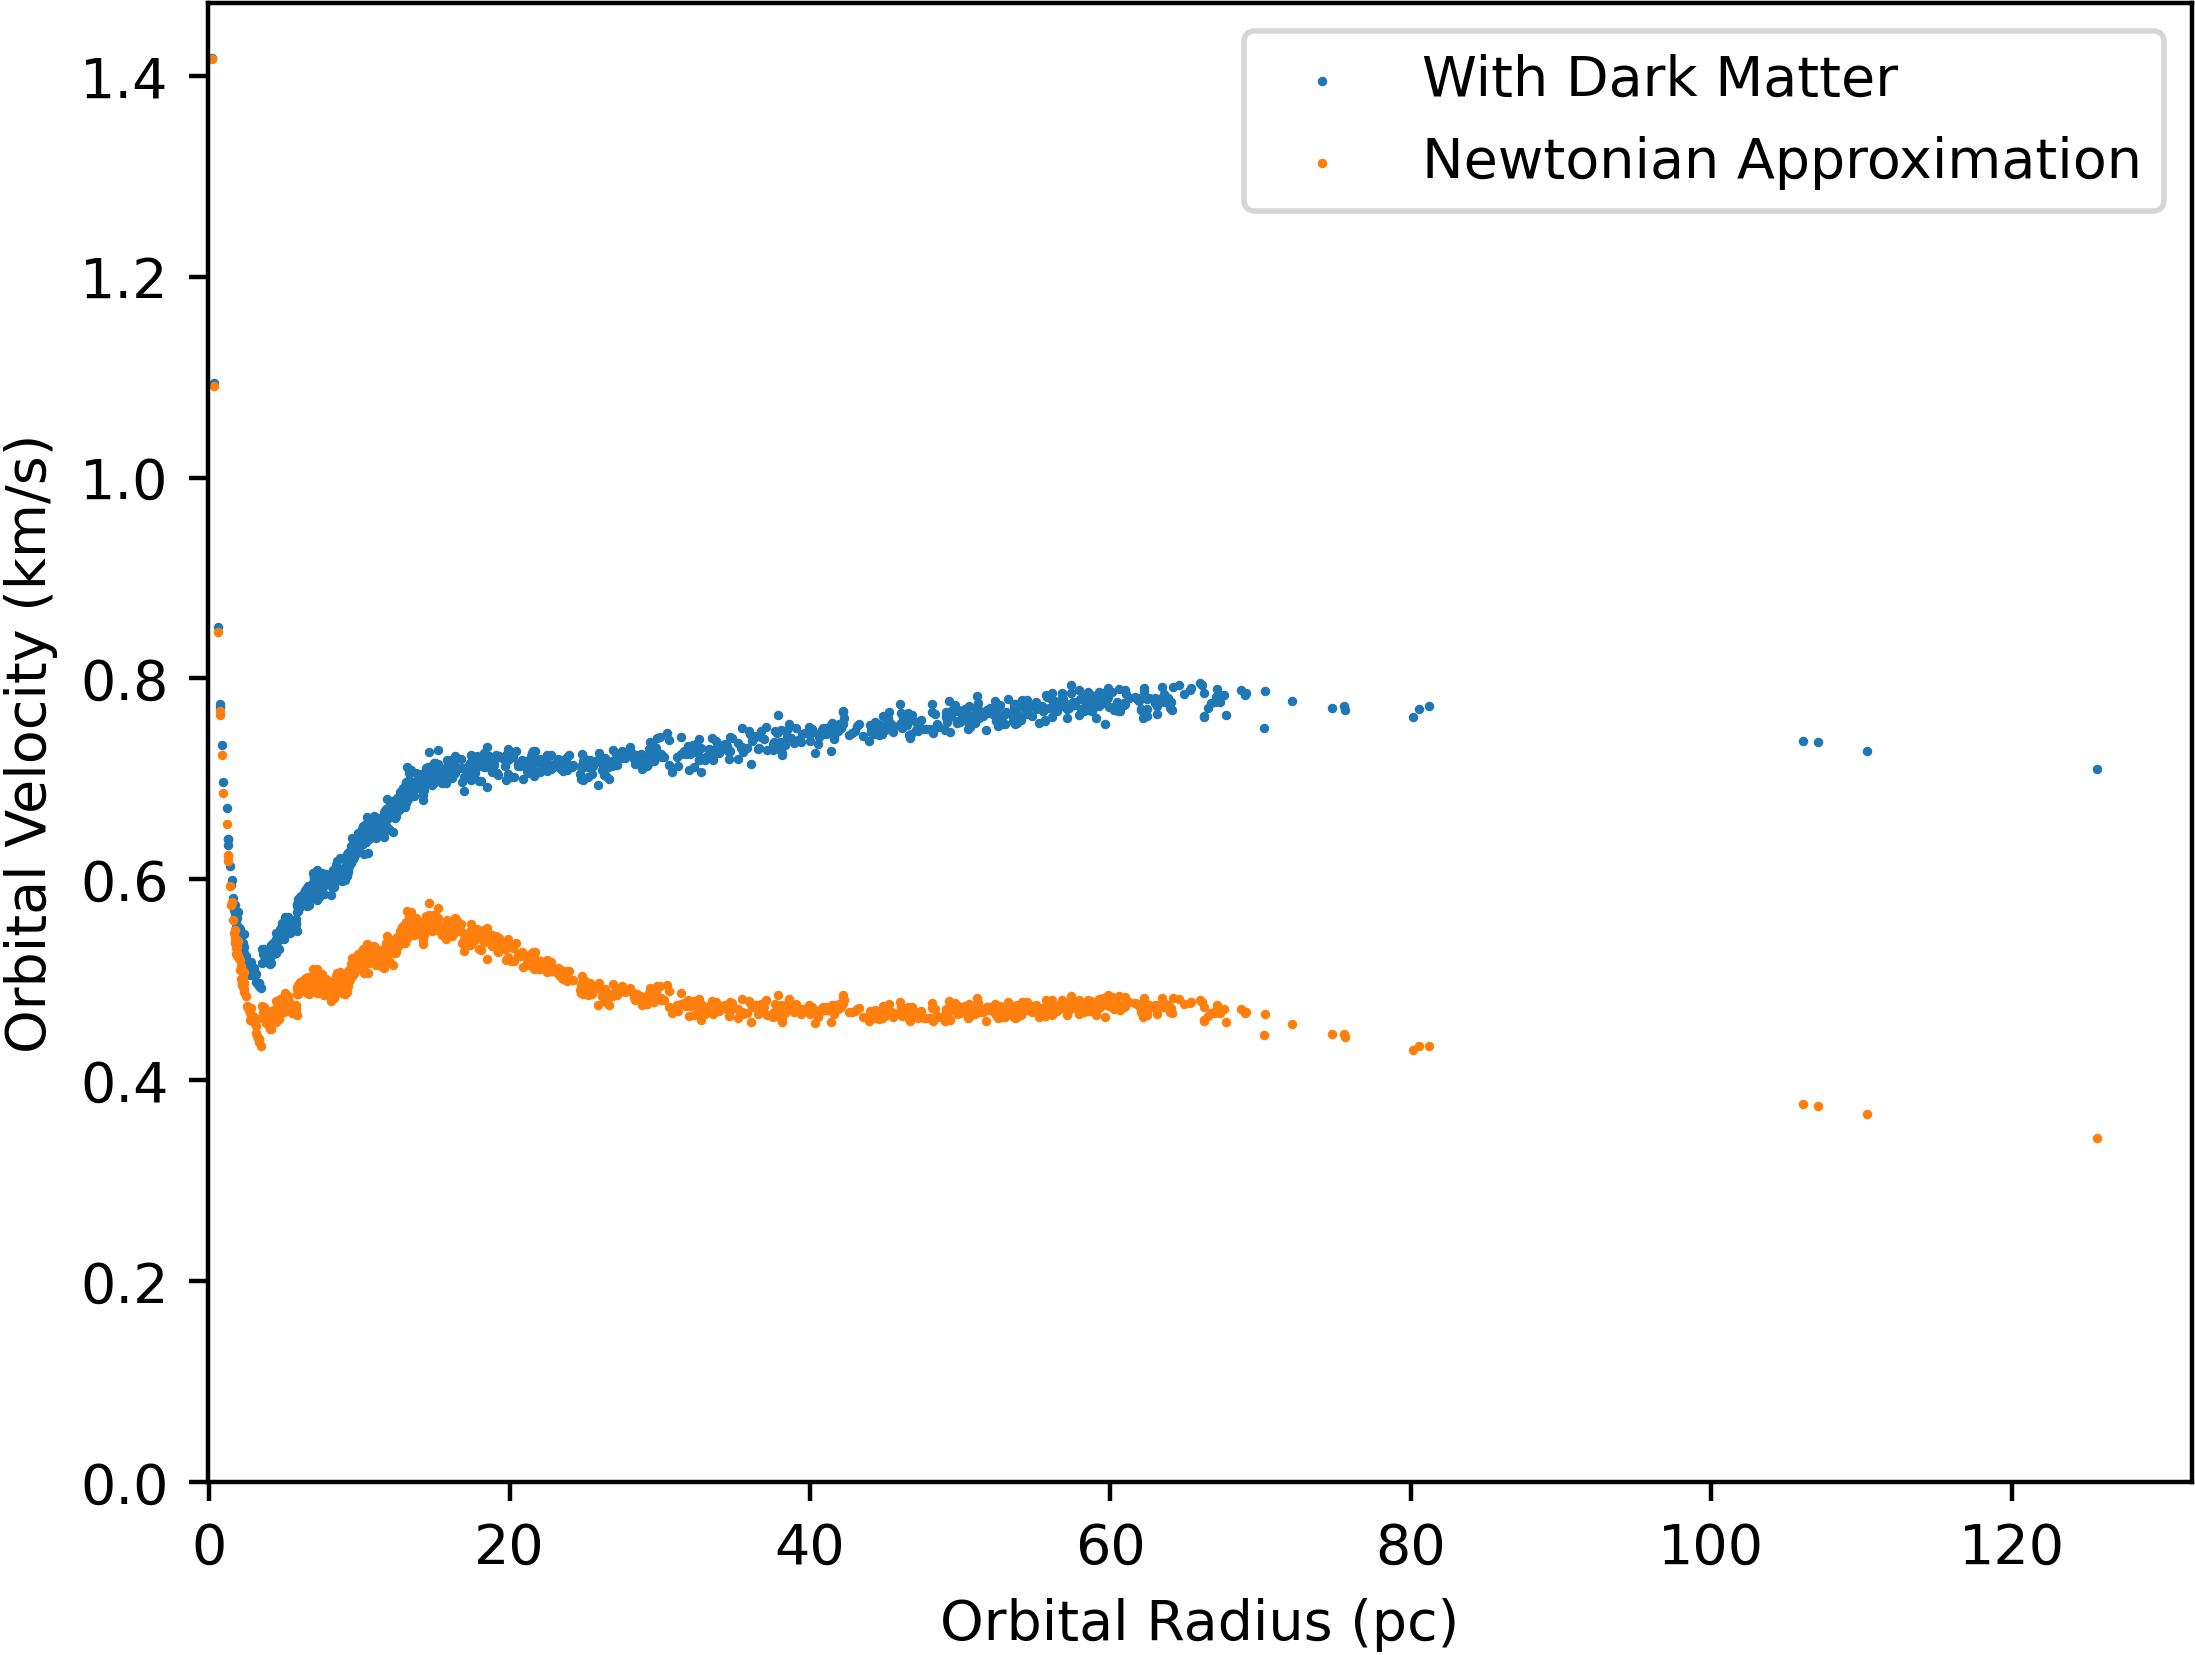 With Dark Matter
Newtonian Approximation
1.4
1.2
1.0
0.8
0.6
0.4
0.2
0.0
Orbital Velocity (km/s)
0 20 40 60 80 100 120
Orbital Radius (pc)